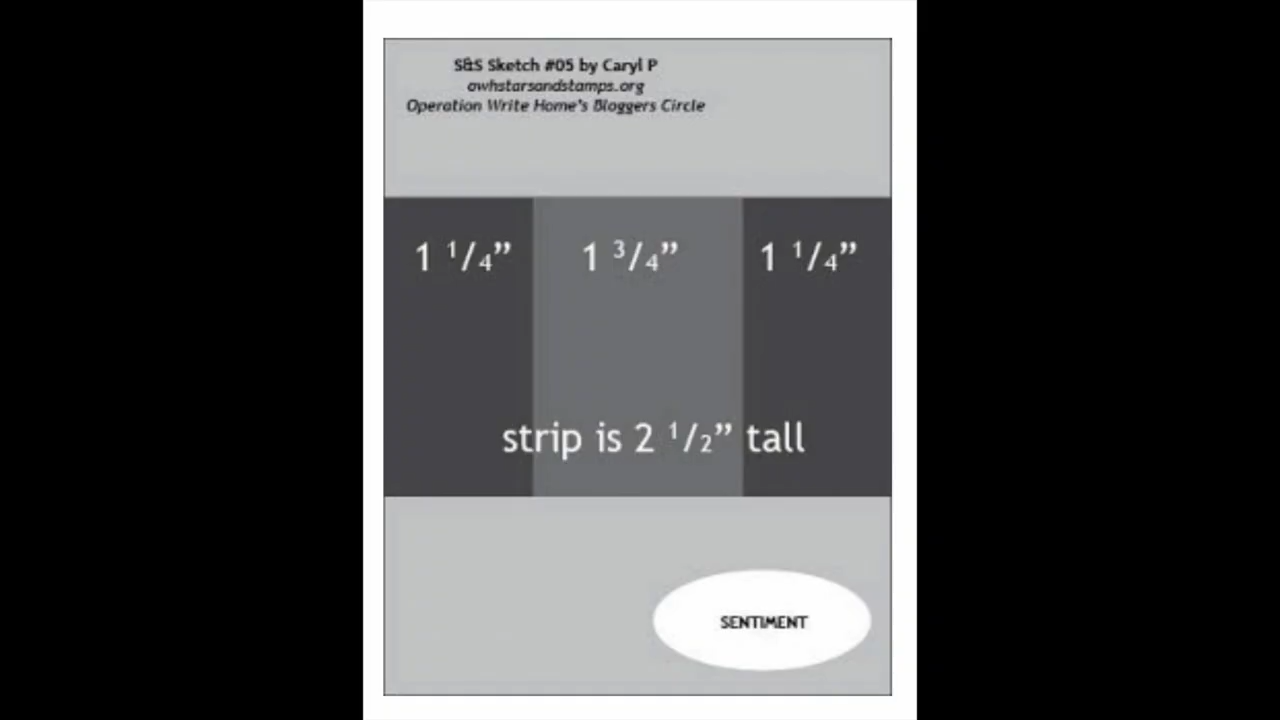 S&S Sketch #05 by Caryl P
owhstarsandstamps.org
Operation Write Home's Bloggers Circle
1 1/4” 1 3/4” 1 1/4”
strip is 2 1/2” tall
SENTIMENT